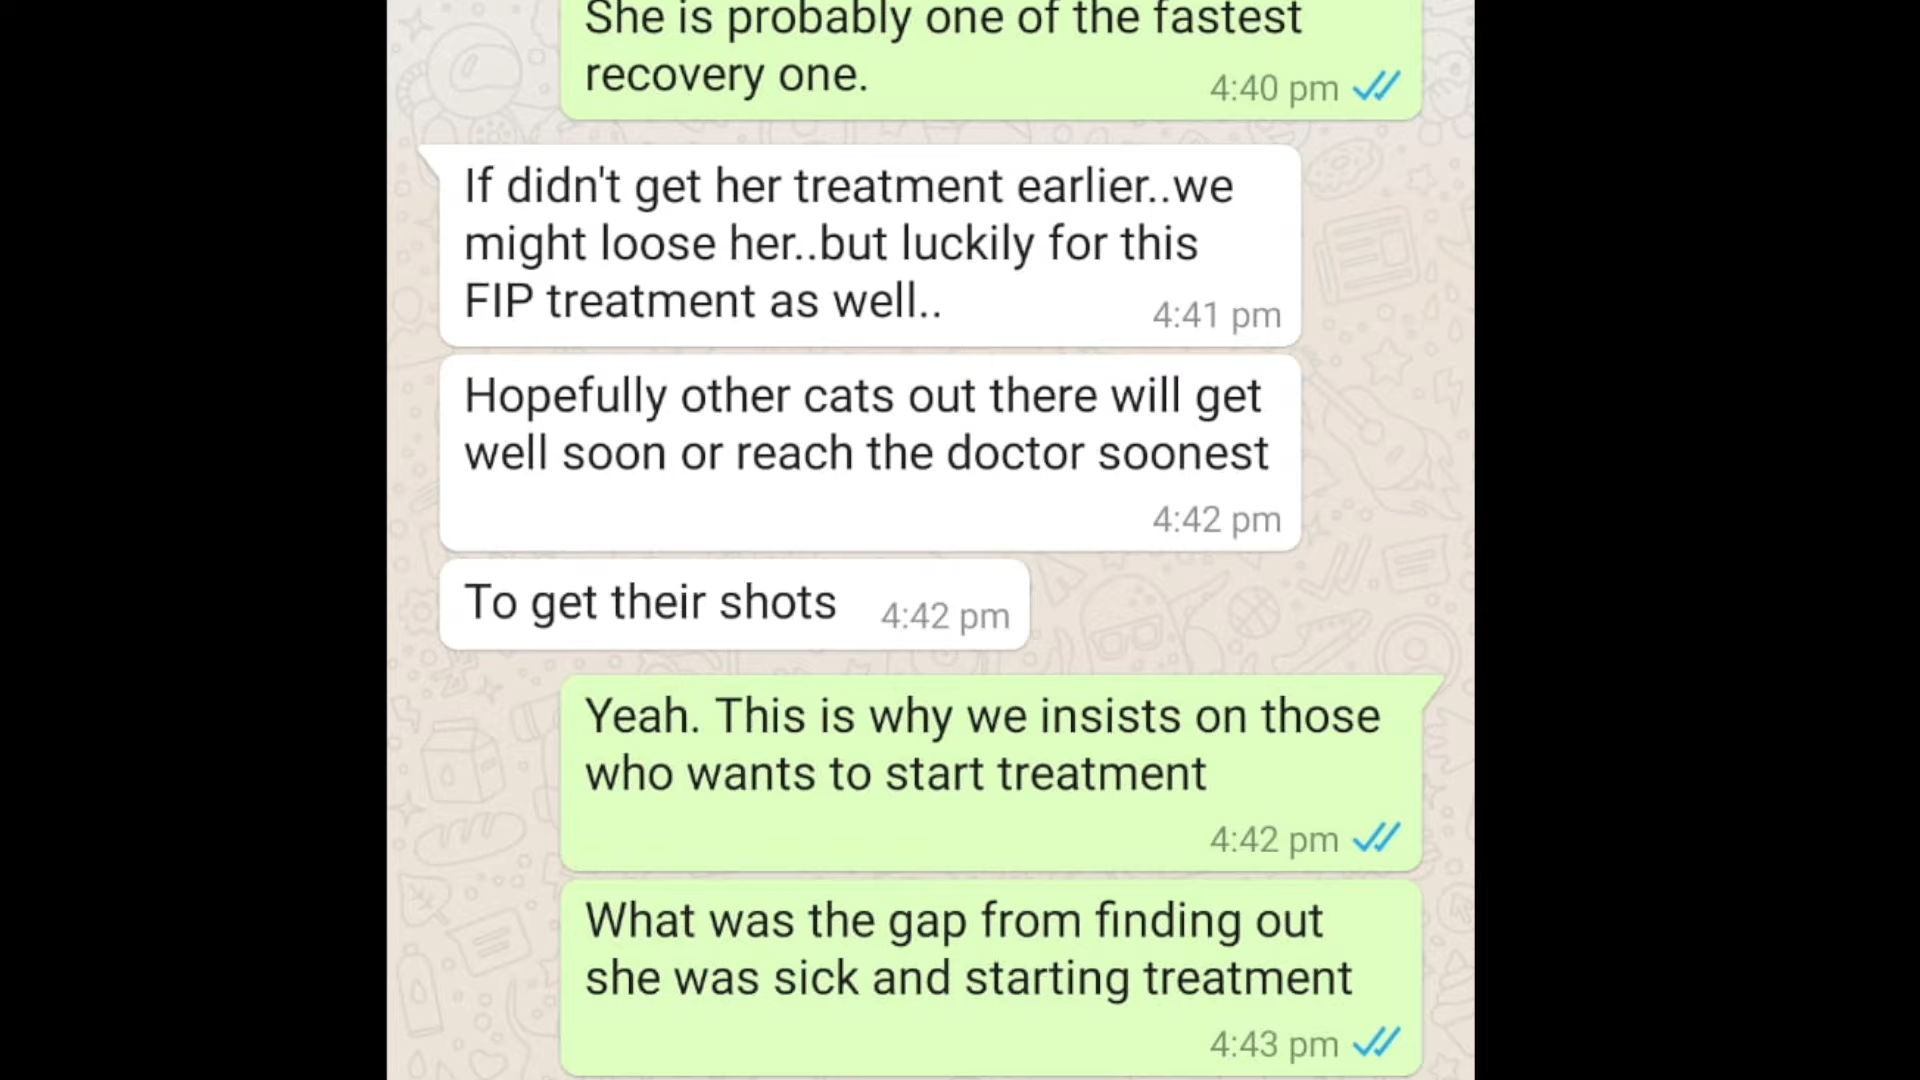 She is probably one of the fastest
recovery one.
4:40 pm
If didn't get her treatment earlier..we
might loose her..but luckily for this
FIP treatment as well..
4:41 pm
Hopefully other cats out there will get
well soon or reach the doctor soonest
4:42 pm
To get their shots
4:42 pm
Yeah. This is why we insists on those
who wants to start treatment
4:42 pm
What was the gap from finding out
she was sick and starting treatment
4:43 pm